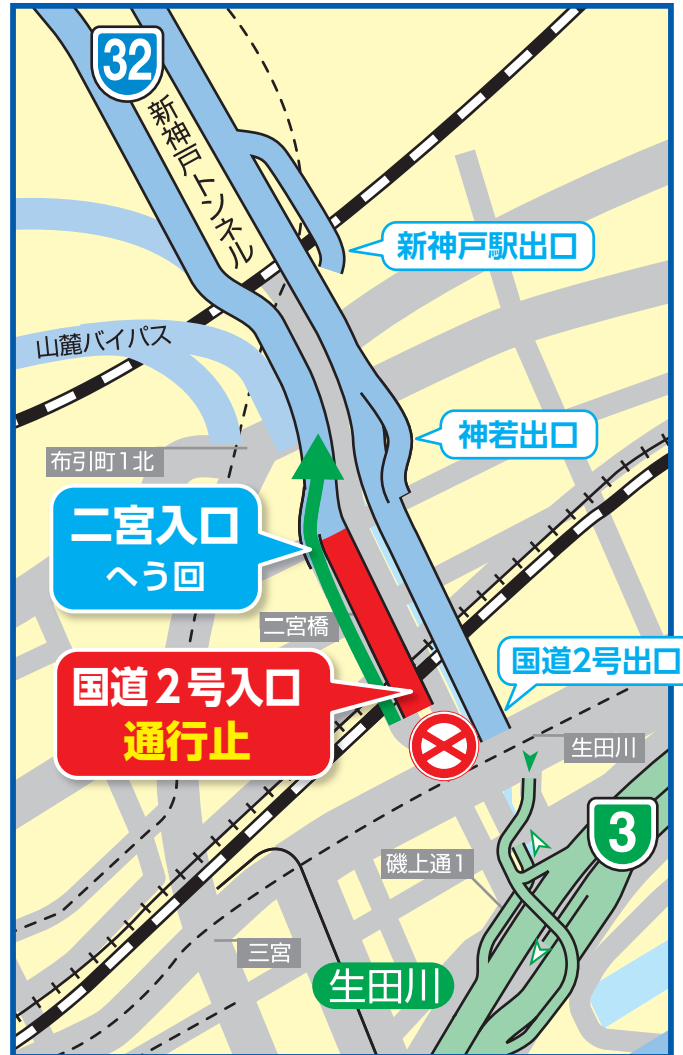 32
新神戸トンネル
新神戸駅出口
山麓バイパス
神若出口
布引町1北
二宮入口
へう回
二宮橋
国道2号出口
国道2号入口
通行止
生田川
3
磯上通1
三宮
生田川